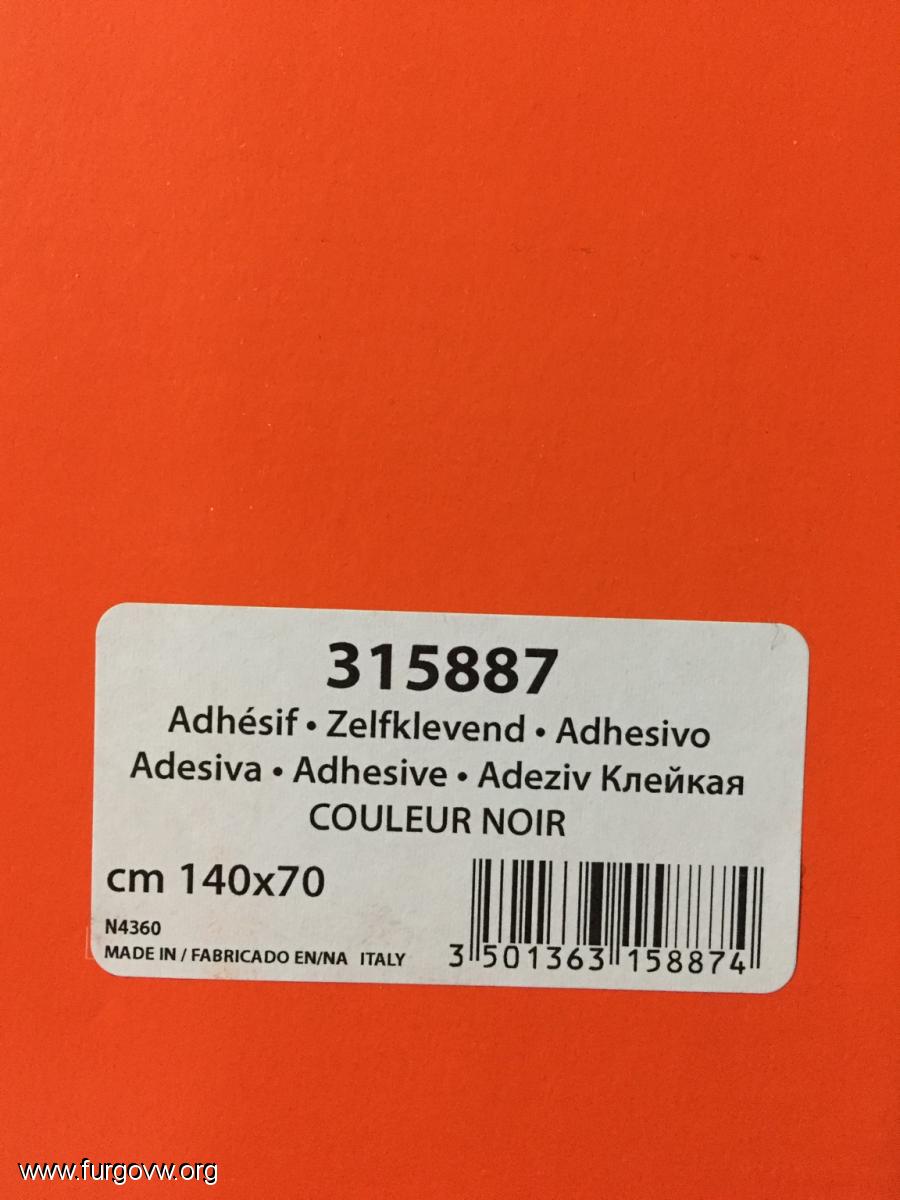 315887
Adhésif • Zelfklevend • Adhesivo
Adesiva • Adhesive • Adeziv Клейкая
COULEUR NOIR
cm 140x70
N4360
MADE IN / FABRICADO EN/NA ITALY
3 501363 158874
www.furgovw.org